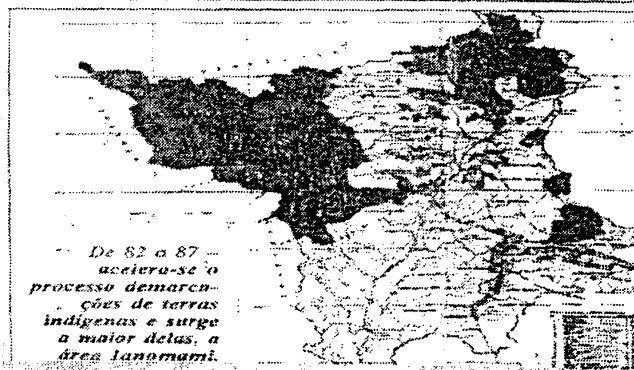 De 82 a 87
acelera-se o
processo demarca-
ções de terras
indígenas e surge
a maior delas, a
área Ianomami.